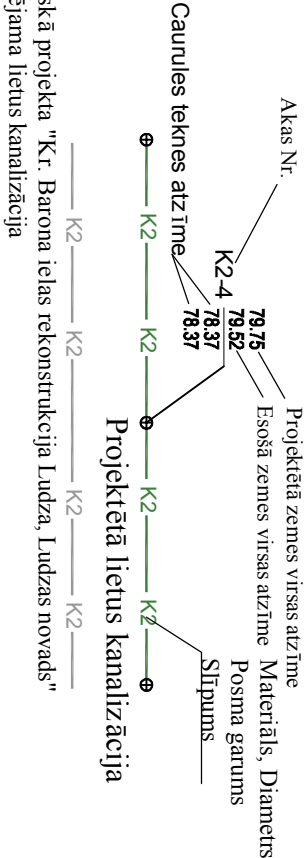 Akas Nr.
Projektētā zemes virsas atzīme
Esošā zemes virsas atzīme
79.75
79.52
K2-4
78.37
78.37
Caurules teknes atzīme
Materiāls, Diametrs
Posma garums
Slīpums
K2 K2 K2 K2
Projektētā lietus kanalizācija
K2 K2 K2 K2
skā projekta "Kr. Barona ielas rekonstrukcija Ludza, Ludzas novads"
ējama lietus kanalizācija